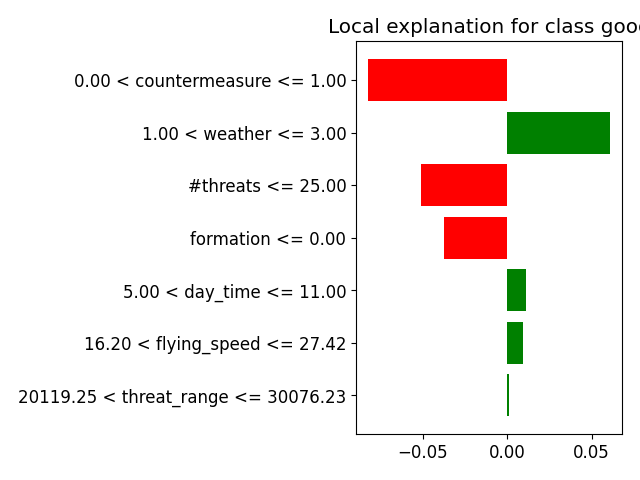 Local explanation for class goo
0.00 < countermeasure <= 1.00
1.00 < weather <= 3.00
#threats <= 25.00
formation <= 0.00
5.00 < day_time <= 11.00
16.20 < flying_speed <= 27.42
20119.25 < threat_range <= 30076.23
−0.05 0.00 0.05